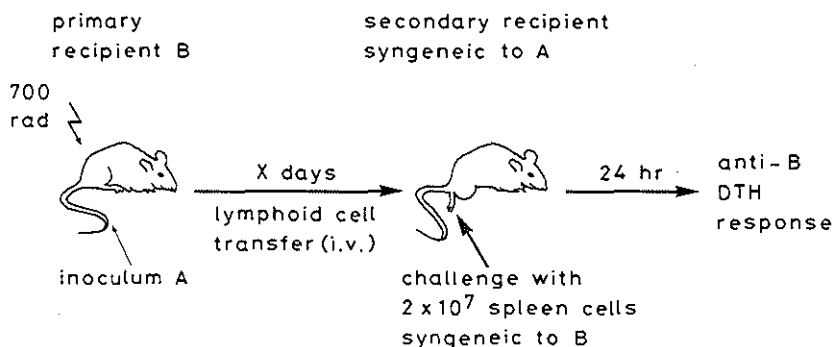 primary
recipient B
secondary recipient
syngeneic to A
700
rad
X days
lymphoid cell
transfer (i.v.)
24 hr
anti-B
DTH
response
inoculum A
challenge with
2 x 10⁷ spleen cells
syngeneic to B